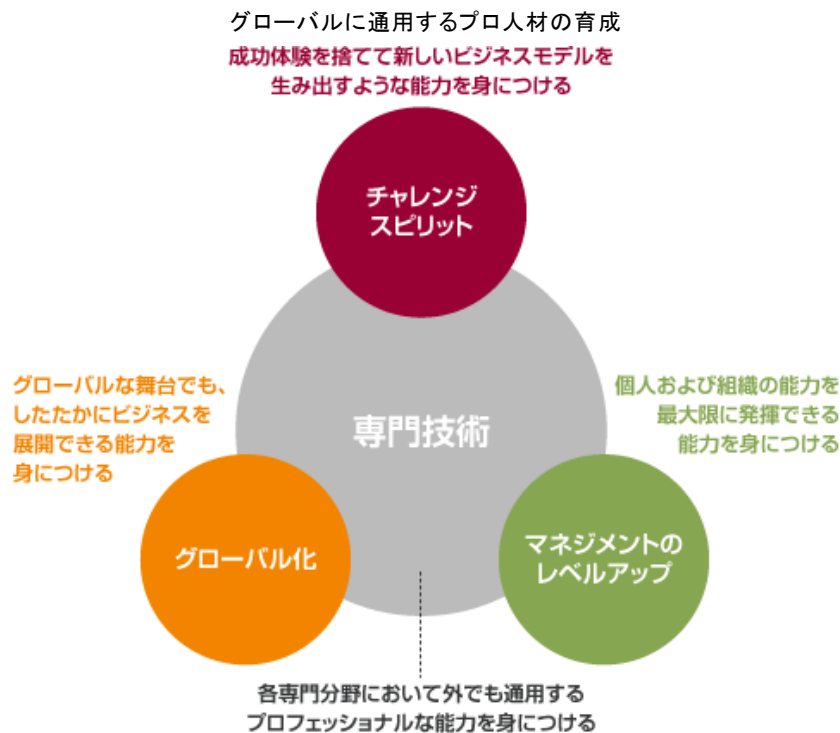 グローバルに通用するプロ人材の育成
成功体験を捨てて新しいビジネスモデルを
生み出すような能力を身につける
チャレンジ
スピリット
グローバルな舞台でも、
したたかにビジネスを
展開できる能力を
身につける
個人および組織の能力を
最大限に発揮できる
能力を身につける
専門技術
グローバル化
マネジメントの
レベルアップ
各専門分野において外でも通用する
プロフェッショナルな能力を身につける